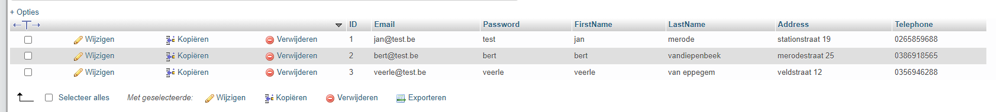 + Opties
ID Email Password FirstName LastName Address Telephone
Wijzigen Kopiëren Verwijderen 1 jan@test.be test jan merode stationstraat 19 0265859688
Wijzigen Kopiëren Verwijderen 2 bert@test.be bert bert vandiepenbeek merodestraat 25 0386918565
Wijzigen Kopiëren Verwijderen 3 veerle@test.be veerle veerle van eppegem veldstraat 12 0356946288
Selecteer alles Met geselecteerde: Wijzigen Kopiëren Verwijderen Exporteren